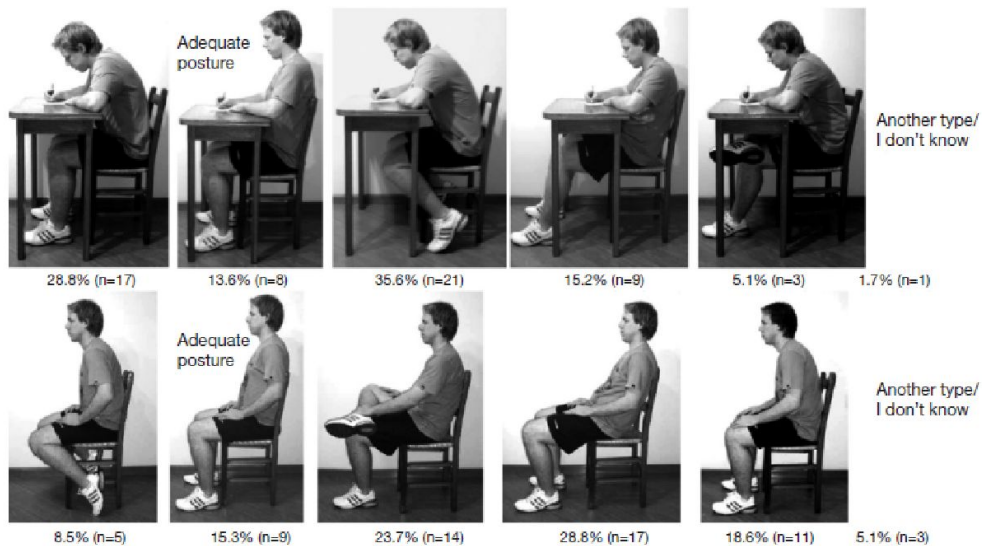 Adequate
posture
Another type/
I don't know
28.8% (n=17) 13.6% (n=8) 35.6% (n=21) 15.2% (n=9) 5.1% (n=3) 1.7% (n=1)
Adequate
posture
Another type/
I don't know
8.5% (n=5) 15.3% (n=9) 23.7% (n=14) 28.8% (n=17) 18.6% (n=11) 5.1% (n=3)